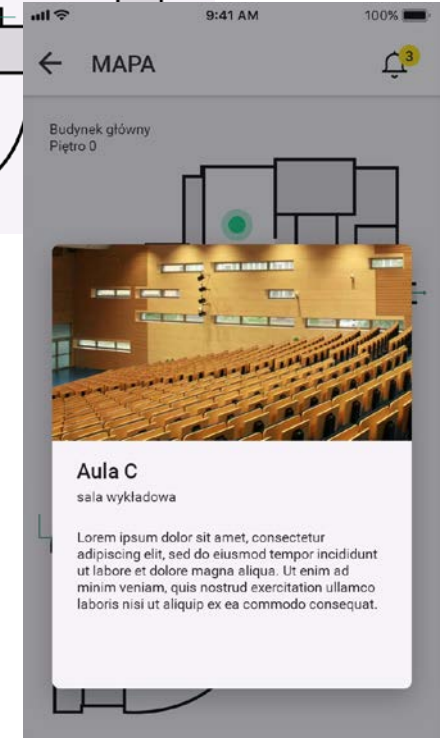 9:41 AM
100%
MAPA
3
Budynek główny
Piętro 0
Aula C
sala wykładowa
Lorem ipsum dolor sit amet, consectetur
adipiscing elit, sed do eiusmod tempor incididunt
ut labore et dolore magna aliqua. Ut enim ad
minim veniam, quis nostrud exercitation ullamco
laboris nisi ut aliquip ex ea commodo consequat.